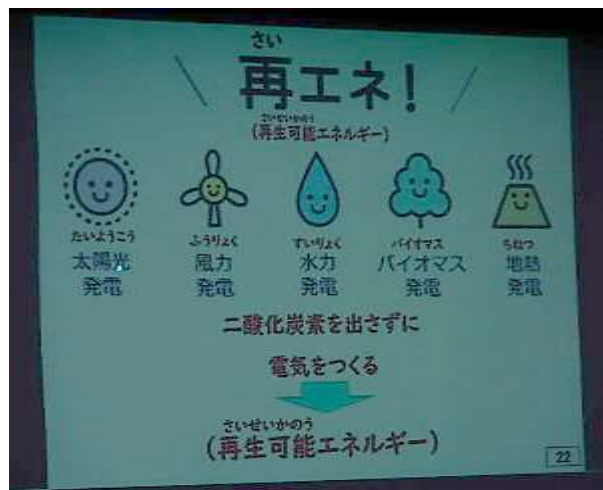 さい
再エネ!
さいせいかのう
(再生可能エネルギー)
たいようこう ふうりょく すいりょく バイオマス ちねつ
太陽光 風力 水力 バイオマス 地熱
発電 発電 発電 発電 発電
二酸化炭素を出さずに
電気をつくる
さいせいかのう
(再生可能エネルギー)
22